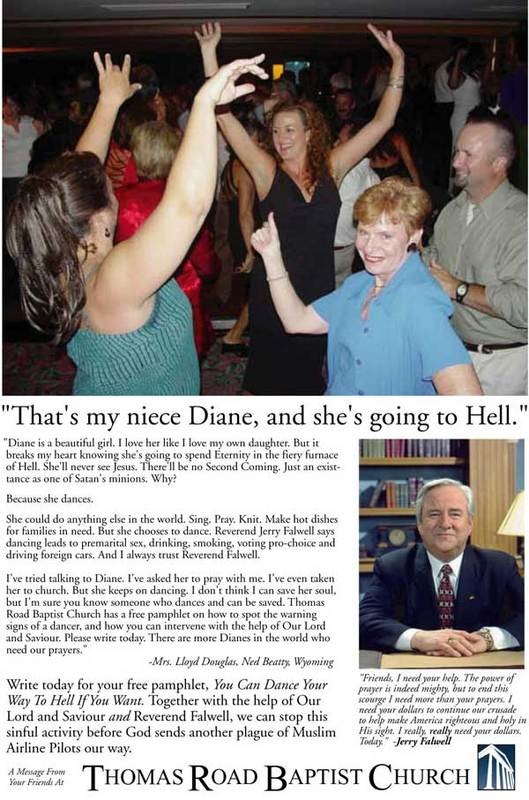 "That's my niece Diane, and she's going to Hell."
"Diane is a beautiful girl. I love her like I love my own daughter. But it
breaks my heart knowing she's going to spend Eternity in the fiery furnace
of Hell. She'll never see Jesus. There'll be no Second Coming. Just an exist-
tance as one of Satan's minions. Why?
Because she dances.
She could do anything else in the world. Sing. Pray. Knit. Make hot dishes
for families in need. But she chooses to dance. Reverend Jerry Falwell says
dancing leads to premarital sex, drinking, smoking, voting pro-choice and
driving foreign cars. And I always trust Reverend Falwell.
I've tried talking to Diane. I've asked her to pray with me. I've even taken
her to church. But she keeps on dancing. I don't think I can save her soul,
but I'm sure you know someone who dances and can be saved. Thomas
Road Baptist Church has a free pamphlet on how to spot the warning
signs of a dancer, and how you can intervene with the help of Our Lord
and Saviour. Please write today. There are more Dianes in the world who
need our prayers."
-Mrs. Lloyd Douglas, Ned Beatty, Wyoming
Write today for your free pamphlet, You Can Dance Your
Way To Hell If You Want. Together with the help of Our
Lord and Saviour and Reverend Falwell, we can stop this
sinful activity before God sends another plague of Muslim
Airline Pilots our way.
"Friends, I need your help. The power of
prayer is indeed mighty, but to end this
scourge I need more than your prayers. I
need your dollars to continue our crusade
to help make America righteous and holy in
His sight. I really, really need your dollars.
Today." -Jerry Falwell
A Message From
Your Friends At
THOMAS ROAD BAPTIST CHURCH